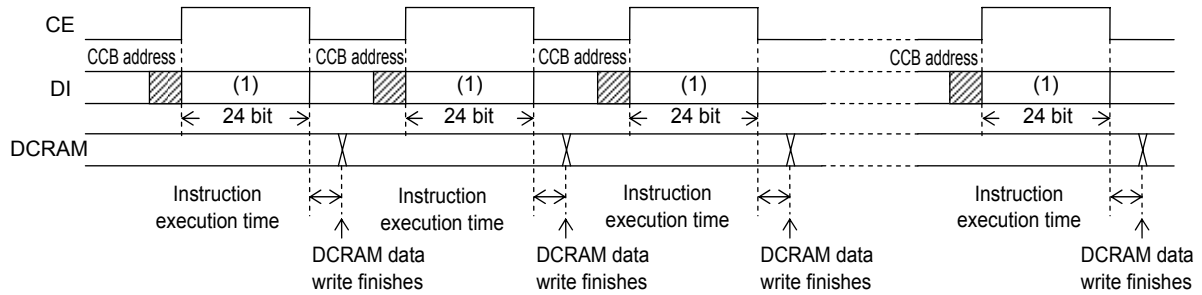 CE
CCB address CCB address CCB address CCB address
DI (1) (1) (1) (1)
24 bit 24 bit 24 bit 24 bit
DCRAM
Instruction Instruction Instruction Instruction
execution time execution time execution time execution time
DCRAM data DCRAM data DCRAM data DCRAM data
write finishes write finishes write finishes write finishes